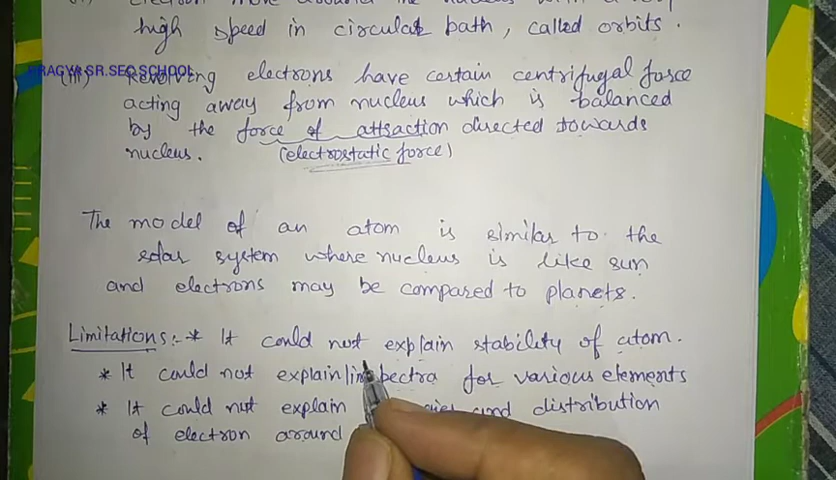 high speed in circular path, called orbits.
PRAGYA SR.SEC.SCHOOL
(iii) Revolving electrons have certain centrifugal force
acting away from nucleus which is balanced
by the force of attraction directed towards
nucleus. (electrostatic force)
The model of an atom is similar to the
solar system where nucleus is like sun
and electrons may be compared to planets.
Limitations:- * It could not explain stability of atom.
* It could not explain for various elements
* It could not explain and distribution
of electron around